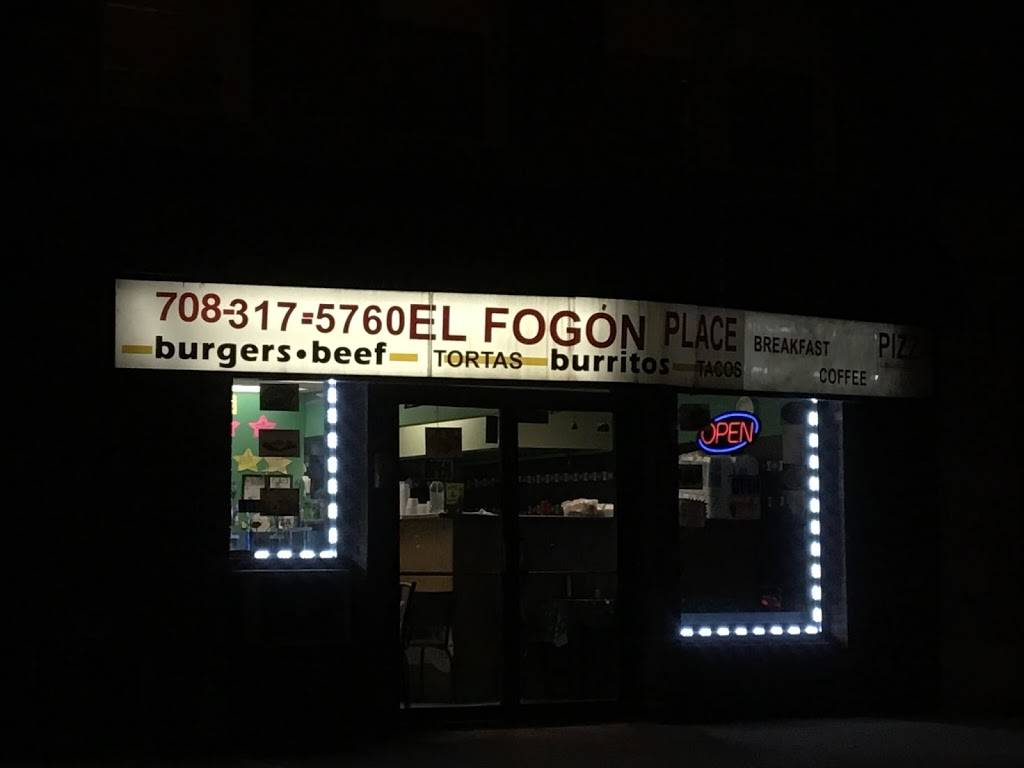 708-317-5760 EL FOGÓN PLACE
burgers • beef TORTAS burritos TACOS
BREAKFAST
COFFEE
OPEN